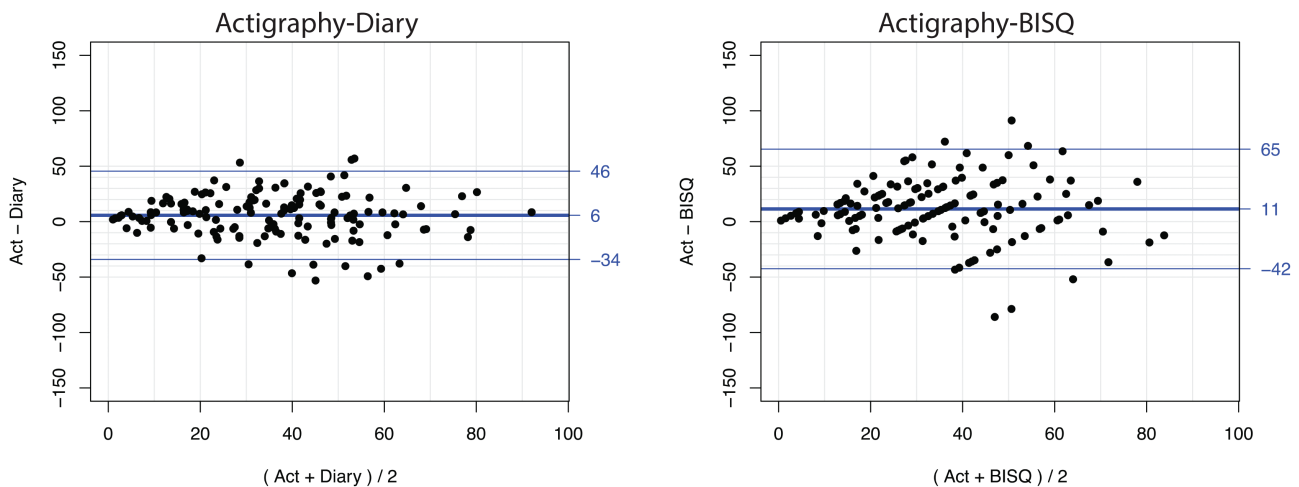 Actigraphy-Diary
150
100
50
0
−50
−100
−150
Act − Diary
46
6
−34
0 20 40 60 80 100
( Act + Diary ) / 2
Actigraphy-BISQ
150
100
50
0
−50
−100
−150
Act − BISQ
65
11
−42
0 20 40 60 80 100
( Act + BISQ ) / 2